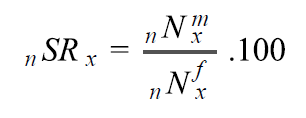 ₙSRₓ = ₙNₓᵐ / ₙNₓᶠ .100